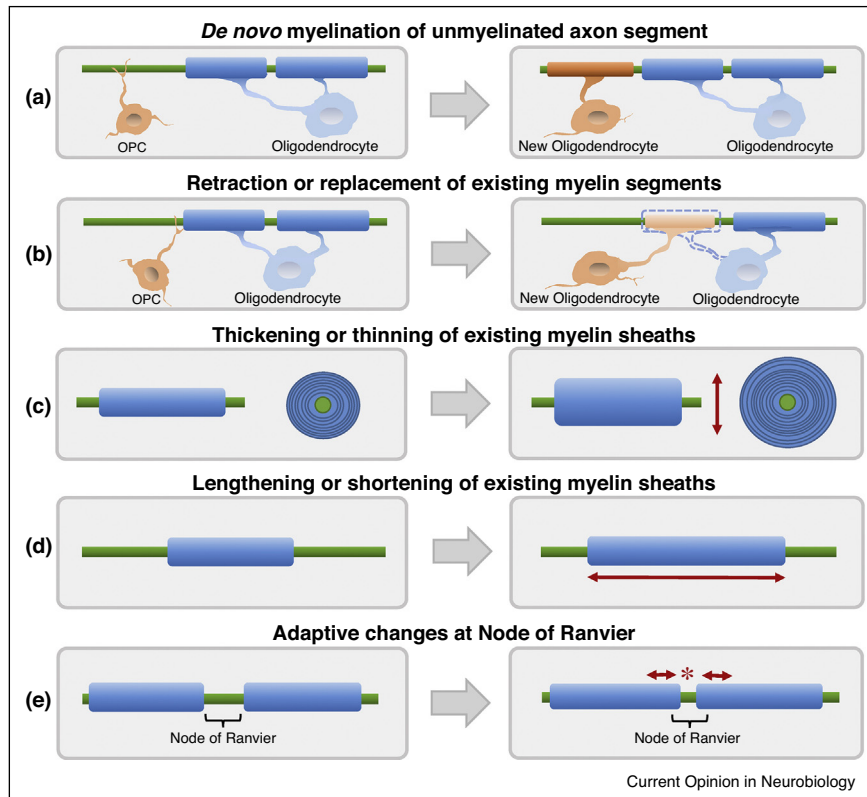 De novo myelination of unmyelinated axon segment
(a)
OPC
Oligodendrocyte
New Oligodendrocyte
Oligodendrocyte
Retraction or replacement of existing myelin segments
(b)
OPC
Oligodendrocyte
New Oligodendrocyte
Oligodendrocyte
Thickening or thinning of existing myelin sheaths
(c)
Lengthening or shortening of existing myelin sheaths
(d)
Adaptive changes at Node of Ranvier
(e)
*
Node of Ranvier
Node of Ranvier
Current Opinion in Neurobiology